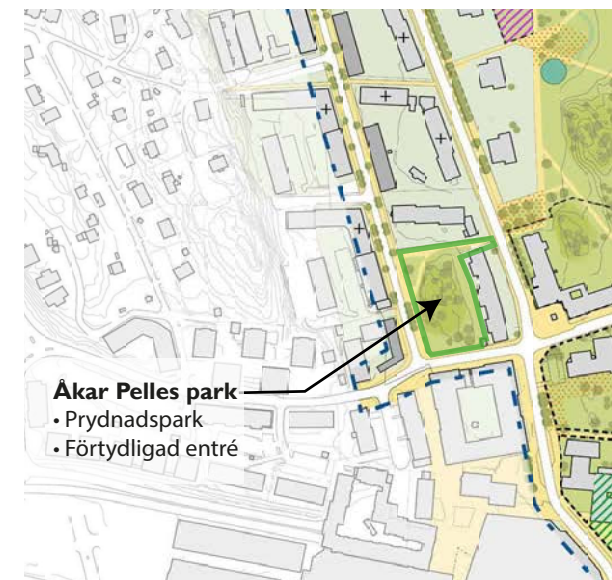 Åkar Pelles park
• Prydnadspark
• Förtydligad entré